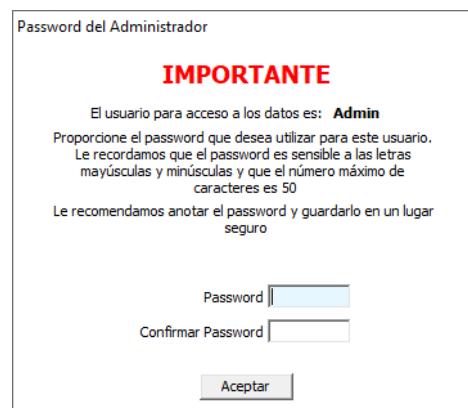 Password del Administrador
IMPORTANTE
El usuario para acceso a los datos es: Admin
Proporcione el password que desea utilizar para este usuario.
Le recordamos que el password es sensible a las letras
mayúsculas y minúsculas y que el número máximo de
caracteres es 50
Le recomendamos anotar el password y guardarlo en un lugar
seguro
Password
Confirmar Password
Aceptar